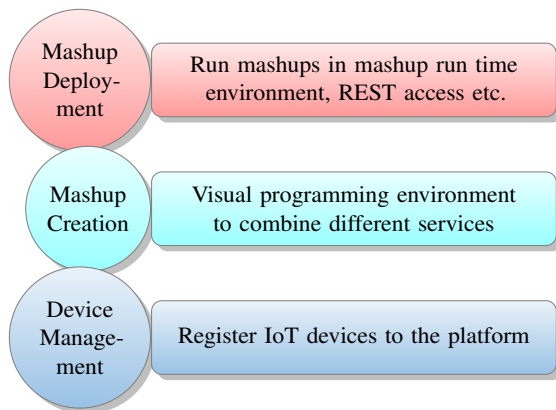 Mashup
Deploy-
ment
Run mashups in mashup run time
environment, REST access etc.
Mashup
Creation
Visual programming environment
to combine different services
Device
Manage-
ment
Register IoT devices to the platform